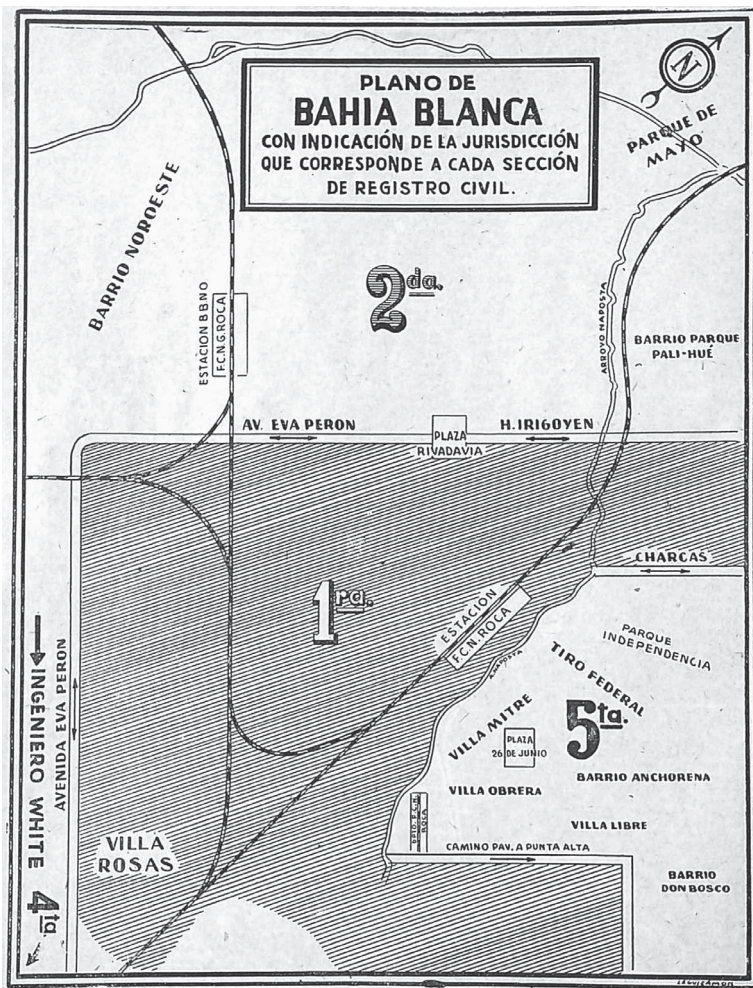 PLANO DE
BAHIA BLANCA
CON INDICACIÓN DE LA JURISDICCIÓN
QUE CORRESPONDE A CADA SECCIÓN
DE REGISTRO CIVIL.
N
PARQUE DE
MAYO
BARRIO NOROESTE
2da.
ESTACION B.B.NO
F.C.N.G.ROCA
ARROYO NAPOSTA
BARRIO PARQUE
PALI-HUÉ
AV. EVA PERON
PLAZA
RIVADAVIA
H.IRIGOYEN
CHARCAS
1ra.
ESTACIÓN
F.C.N.ROCA
PARQUE
INDEPENDENCIA
TIRO FEDERAL
A.NAPOSTA
VILLA MITRE
5ta.
PLAZA
26 DE JUNIO
BARRIO ANCHORENA
VILLA OBRERA
VILLA LIBRE
ROCA
CAMINO PAV. A PUNTA ALTA
BARRIO
DON BOSCO
AVENIDA EVA PERON
INGENIERO WHITE
4ta.
VILLA
ROSAS